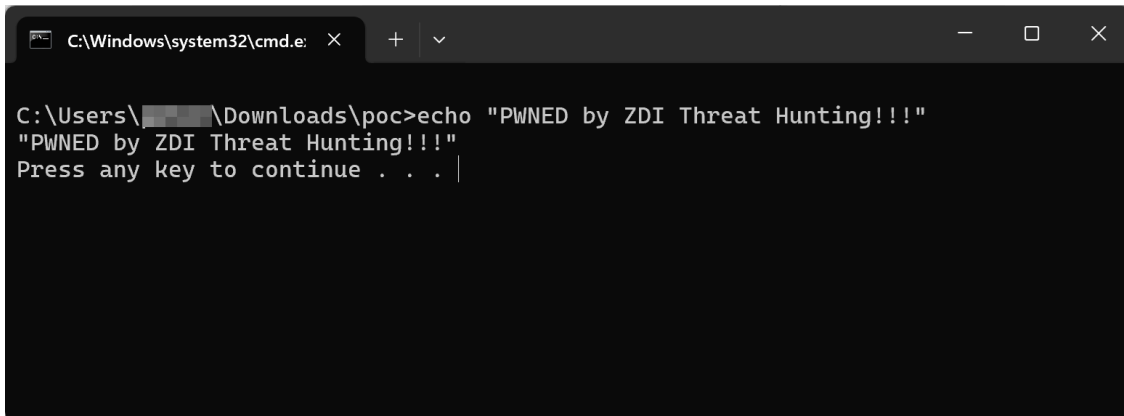 C:\Windows\system32\cmd.e
C:\Users\ \Downloads\poc>echo "PWNED by ZDI Threat Hunting!!!"
"PWNED by ZDI Threat Hunting!!!"
Press any key to continue . . .